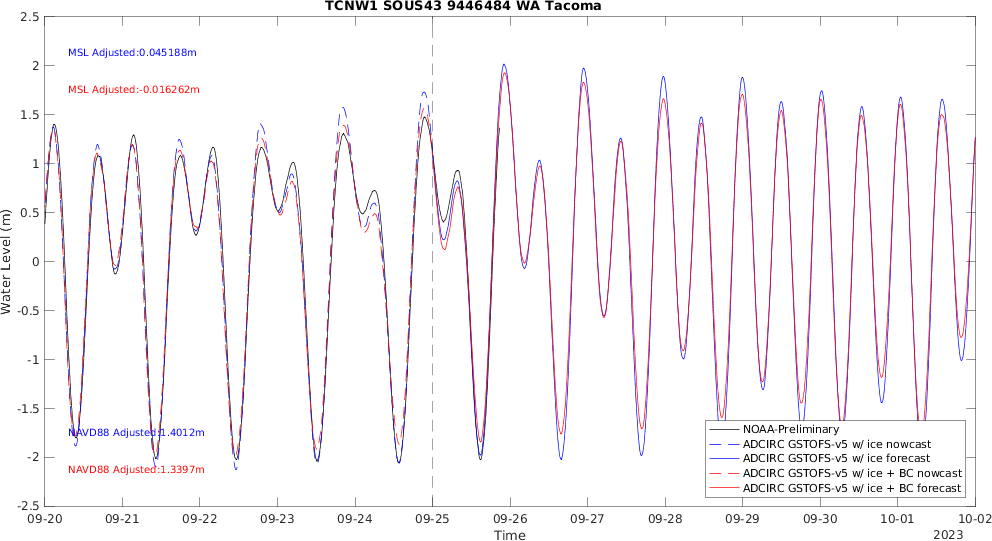 TCNW1 SOUS43 9446484 WA Tacoma
MSL Adjusted:0.045188m
MSL Adjusted:-0.016262m
NAVD88 Adjusted:1.4012m
NAVD88 Adjusted:1.3397m
Water Level (m)
2.5
2
1.5
1
0.5
0
-0.5
-1
-1.5
-2
-2.5
NOAA-Preliminary
ADCIRC GSTOFS-v5 w/ ice nowcast
ADCIRC GSTOFS-v5 w/ ice forecast
ADCIRC GSTOFS-v5 w/ ice + BC nowcast
ADCIRC GSTOFS-v5 w/ ice + BC forecast
09-20 09-21 09-22 09-23 09-24 09-25 09-26 09-27 09-28 09-29 09-30 10-01 10-02
Time
2023